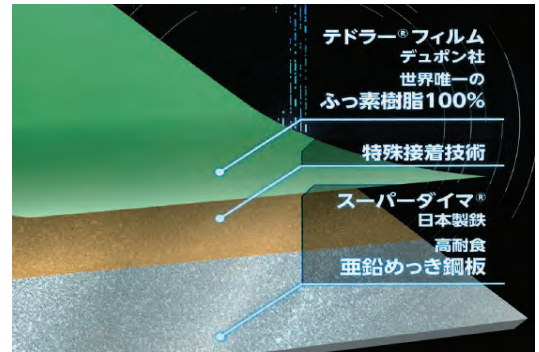 テドラー®フィルム
デュポン社
世界唯一の
ふっ素樹脂100%
特殊接着技術
スーパーダイマ®
日本製鉄
高耐食
亜鉛めっき鋼板